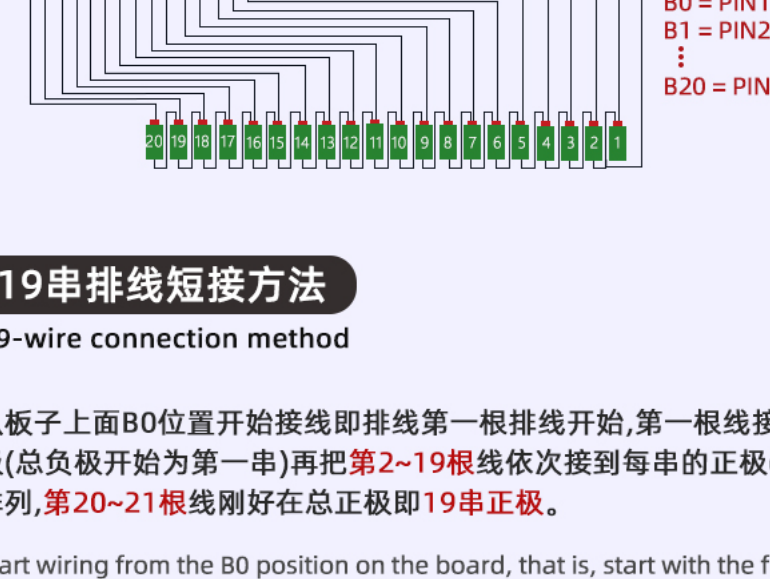 B0 = PIN1
B1 = PIN2
B20 = PIN
20 19 18 17 16 15 14 13 12 11 10 9 8 7 6 5 4 3 2 1
19串排线短接方法
9-wire connection method
板子上面B0位置开始接线即排线第一根排线开始,第一根线接
(总负极开始为第一串)再把第2~19根线依次接到每串的正极
列,第20~21根线刚好在总正极即19串正极。
art wiring from the B0 position on the board, that is, start with the f